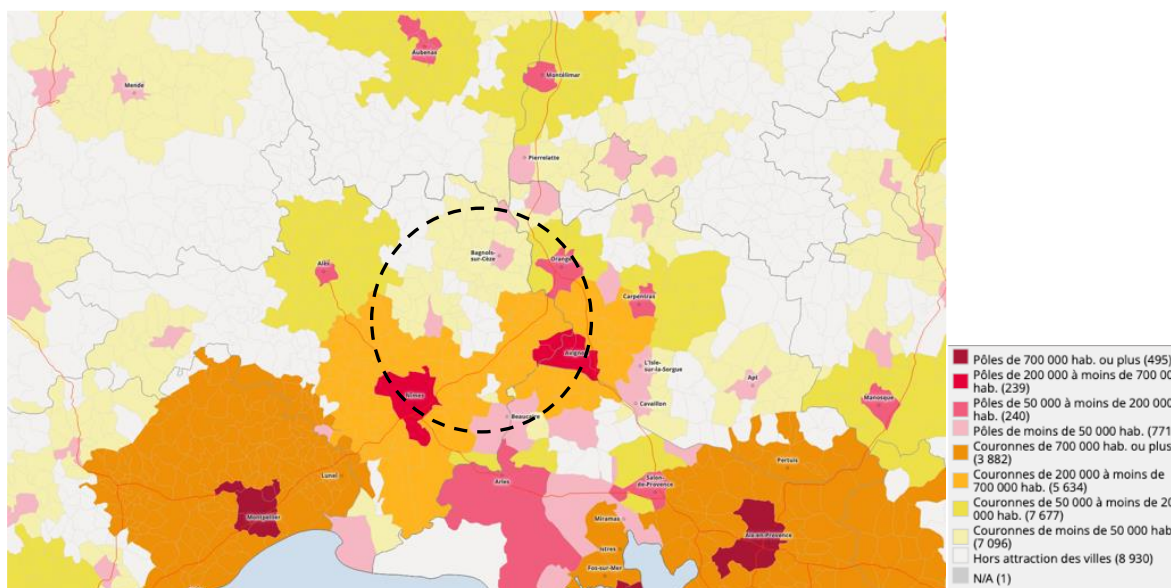 Aubenas
Montélimar
Mende
Pierrelatte
Bagnols-
sur-Cèze
Orange
Alès
Carpentras
Avignon
L'Isle-
sur-la-Sorgue
Apt
Nîmes
Cavaillon
Manosque
Beaucaire
Pertuis
Lunel
Arles
Salon-
de-Provence
Montpellier
Miramas
Aix-en-Provence
Istres
Fos-sur-Mer
Pôles de 700 000 hab. ou plus (495)
Pôles de 200 000 à moins de 700 00
hab. (239)
Pôles de 50 000 à moins de 200 000
hab. (240)
Pôles de moins de 50 000 hab. (771
Couronnes de 700 000 hab. ou plus
(3 882)
Couronnes de 200 000 à moins de
700 000 hab. (5 634)
Couronnes de 50 000 à moins de 20
000 hab. (7 677)
Couronnes de moins de 50 000 hab
(7 096)
Hors attraction des villes (8 930)
N/A (1)